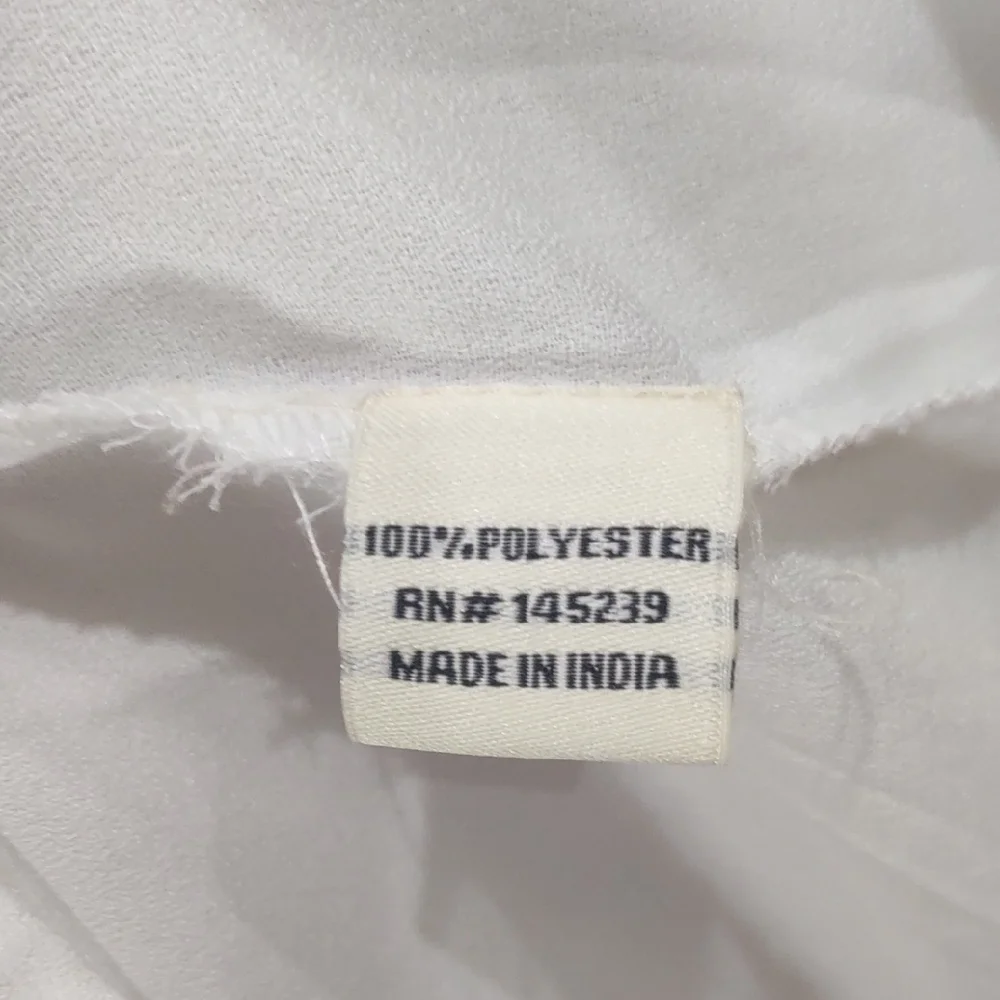 100%POLYESTER
RN#145239
MADE IN INDIA